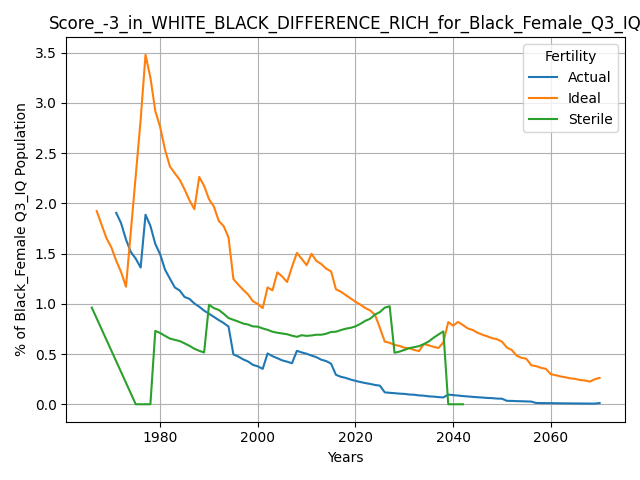 Score_-3_in_WHITE_BLACK_DIFFERENCE_RICH_for_Black_Female_Q3_IQ
Fertility
Actual
Ideal
Sterile
% of Black_Female Q3_IQ Population
3.5
3.0
2.5
2.0
1.5
1.0
0.5
0.0
1980 2000 2020 2040 2060
Years